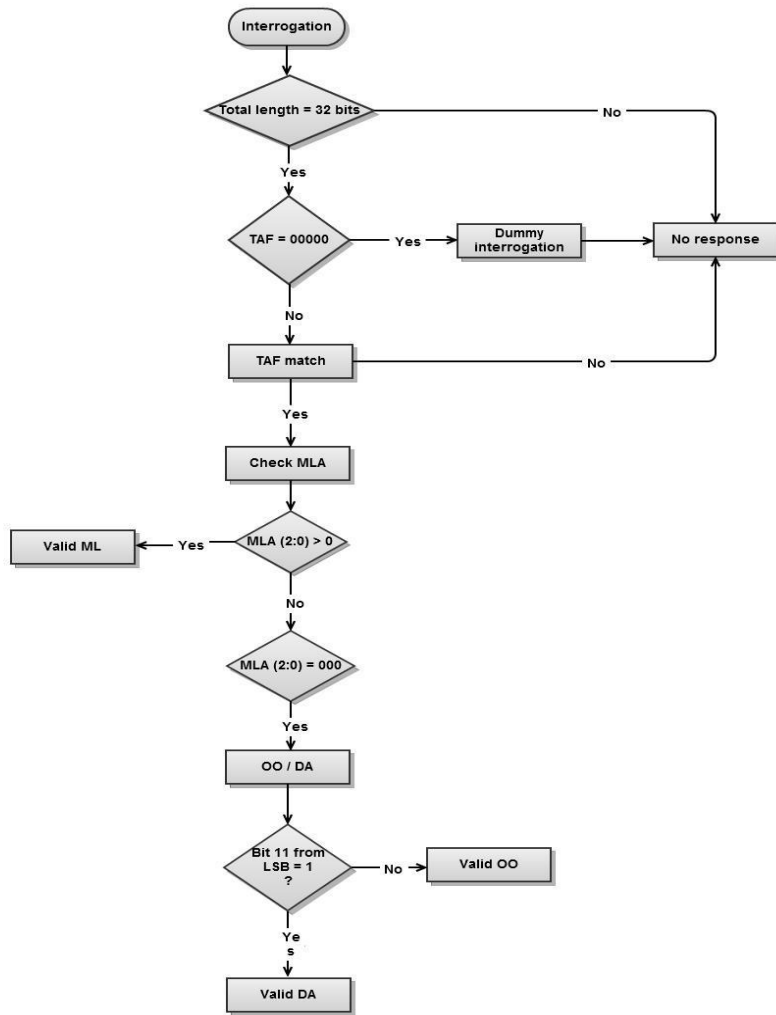 Interrogation
Total length = 32 bits
No
Yes
TAF = 00000
Yes
Dummy
interrogation
No response
No
TAF match
No
Yes
Check MLA
MLA (2:0) > 0
Yes
Valid ML
No
MLA (2:0) = 000
Yes
OO / DA
Bit 11 from
LSB = 1
?
No
Valid OO
Ye
s
Valid DA